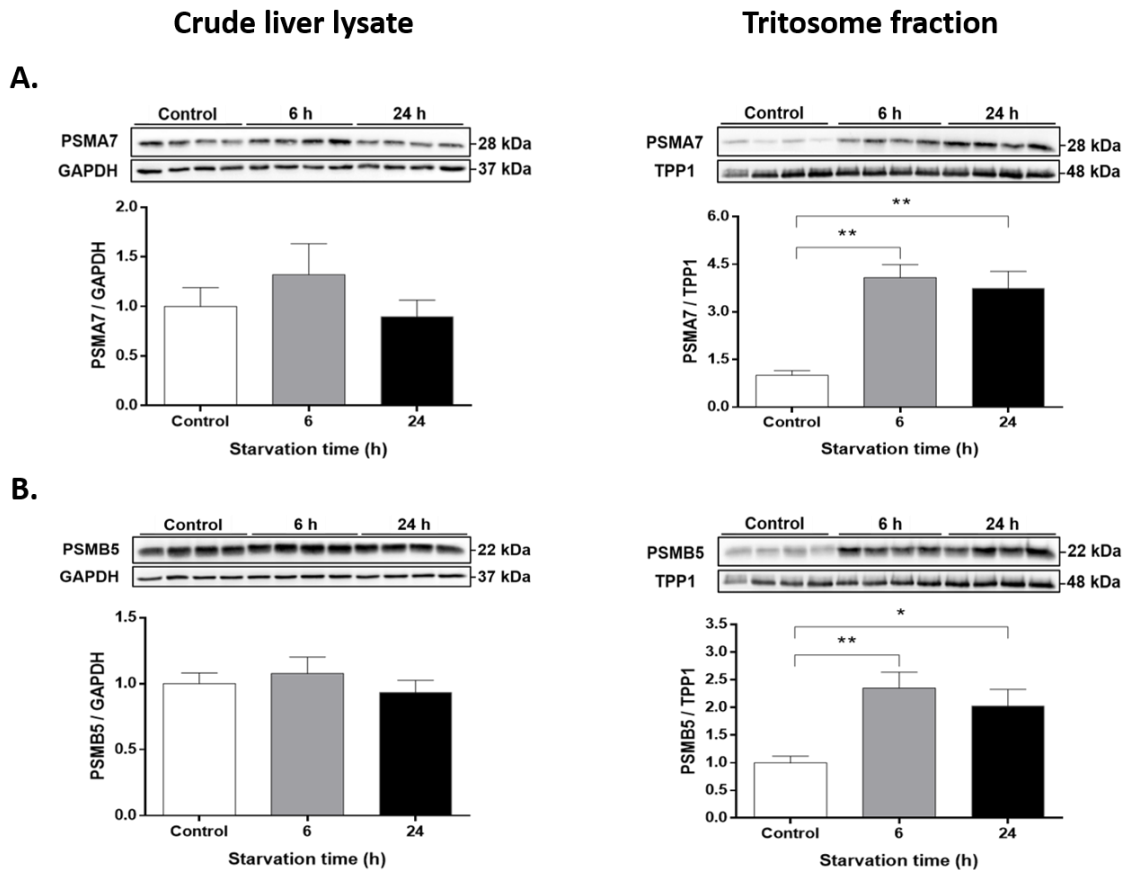 Crude liver lysate
Tritosome fraction
A.
Control 6 h 24 h
PSMA7 28 kDa
GAPDH 37 kDa
2.0
1.5
1.0
0.5
0.0
PSMA7 / GAPDH
Control 6 24
Starvation time (h)
Control 6 h 24 h
PSMA7 28 kDa
TPP1 48 kDa
6.0
4.5
3.0
1.5
0.0
PSMA7 / TPP1
**
**
Control 6 24
Starvation time (h)
B.
Control 6 h 24 h
PSMB5 22 kDa
GAPDH 37 kDa
1.5
1.0
0.5
0.0
PSMB5 / GAPDH
Control 6 24
Starvation time (h)
Control 6 h 24 h
PSMB5 22 kDa
TPP1 48 kDa
3.5
3.0
2.5
2.0
1.5
1.0
0.5
0.0
PSMB5 / TPP1
*
**
Control 6 24
Starvation time (h)